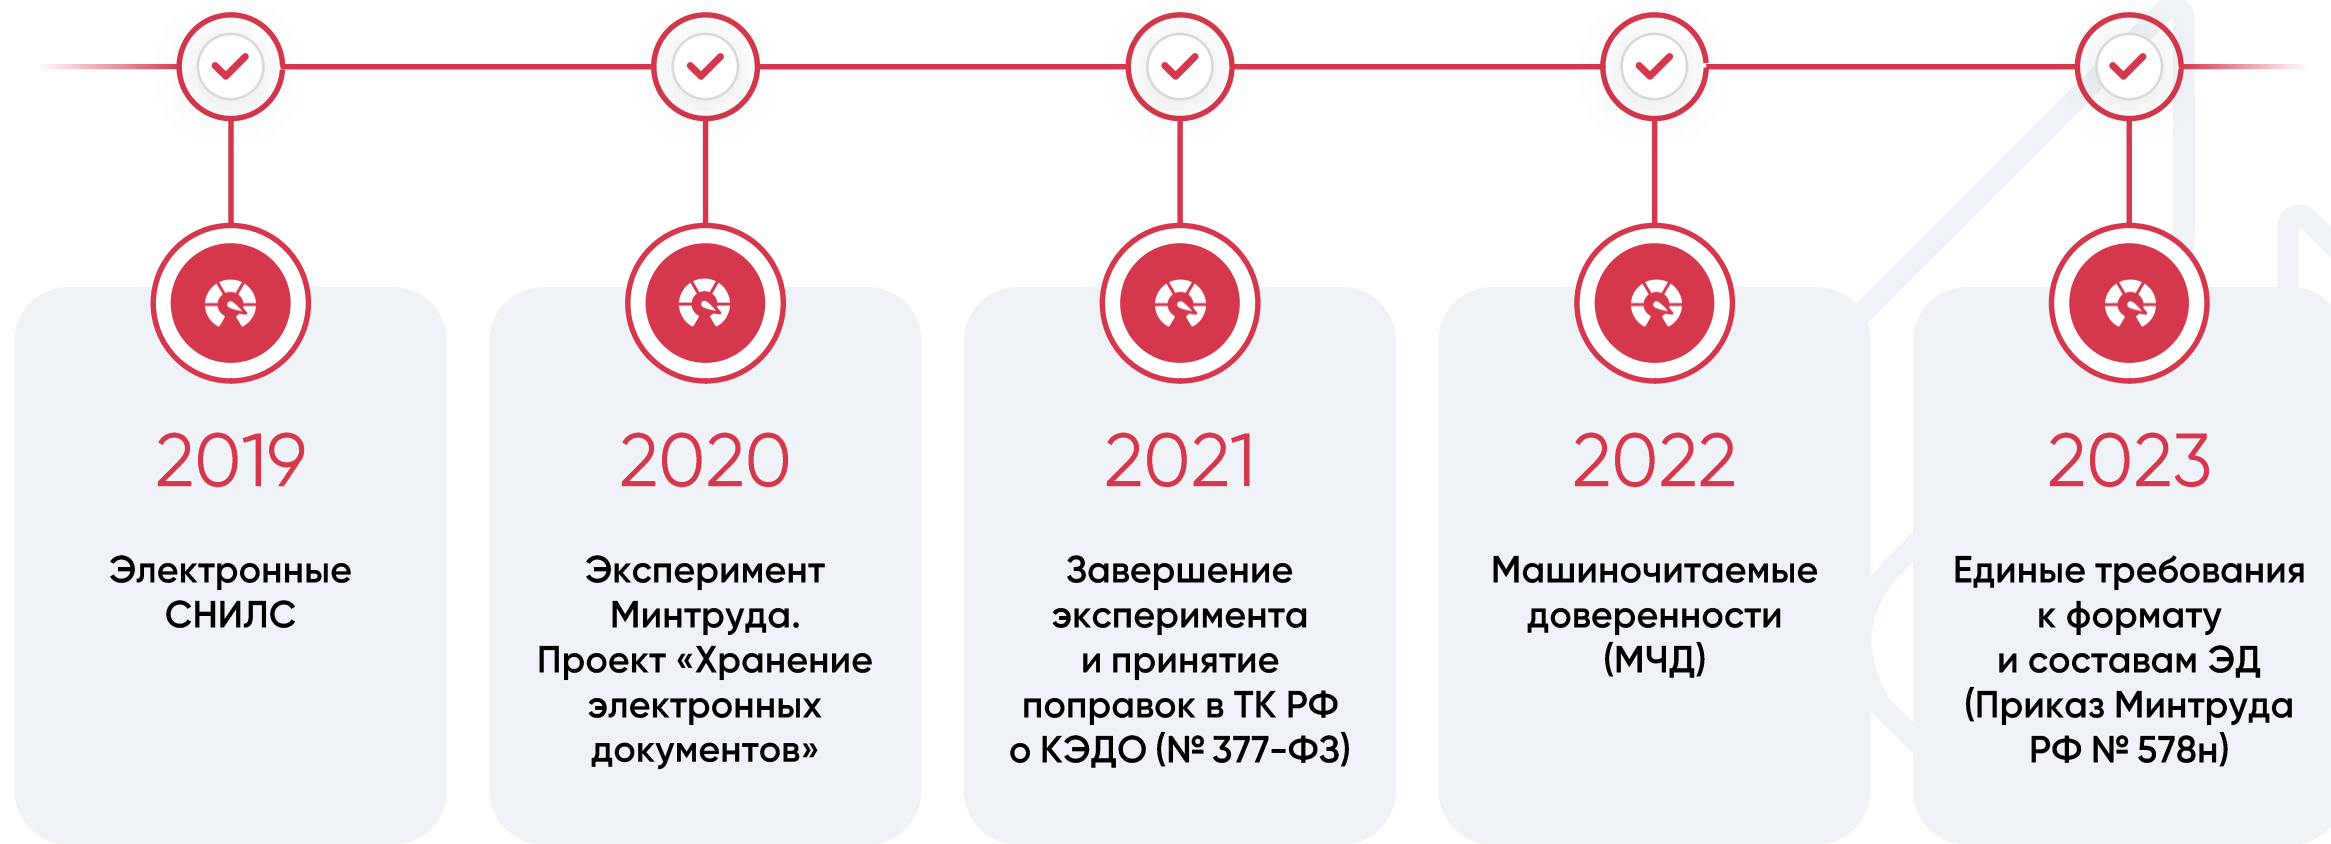 2019
Электронные
СНИЛС
2020
Эксперимент
Минтруда.
Проект «Хранение
электронных
документов»
2021
Завершение
эксперимента
и принятие
поправок в ТК РФ
о КЭДО (№ 377-ФЗ)
2022
Машиночитаемые
доверенности
(МЧД)
2023
Единые требования
к формату
и составам ЭД
(Приказ Минтруда
РФ № 578н)